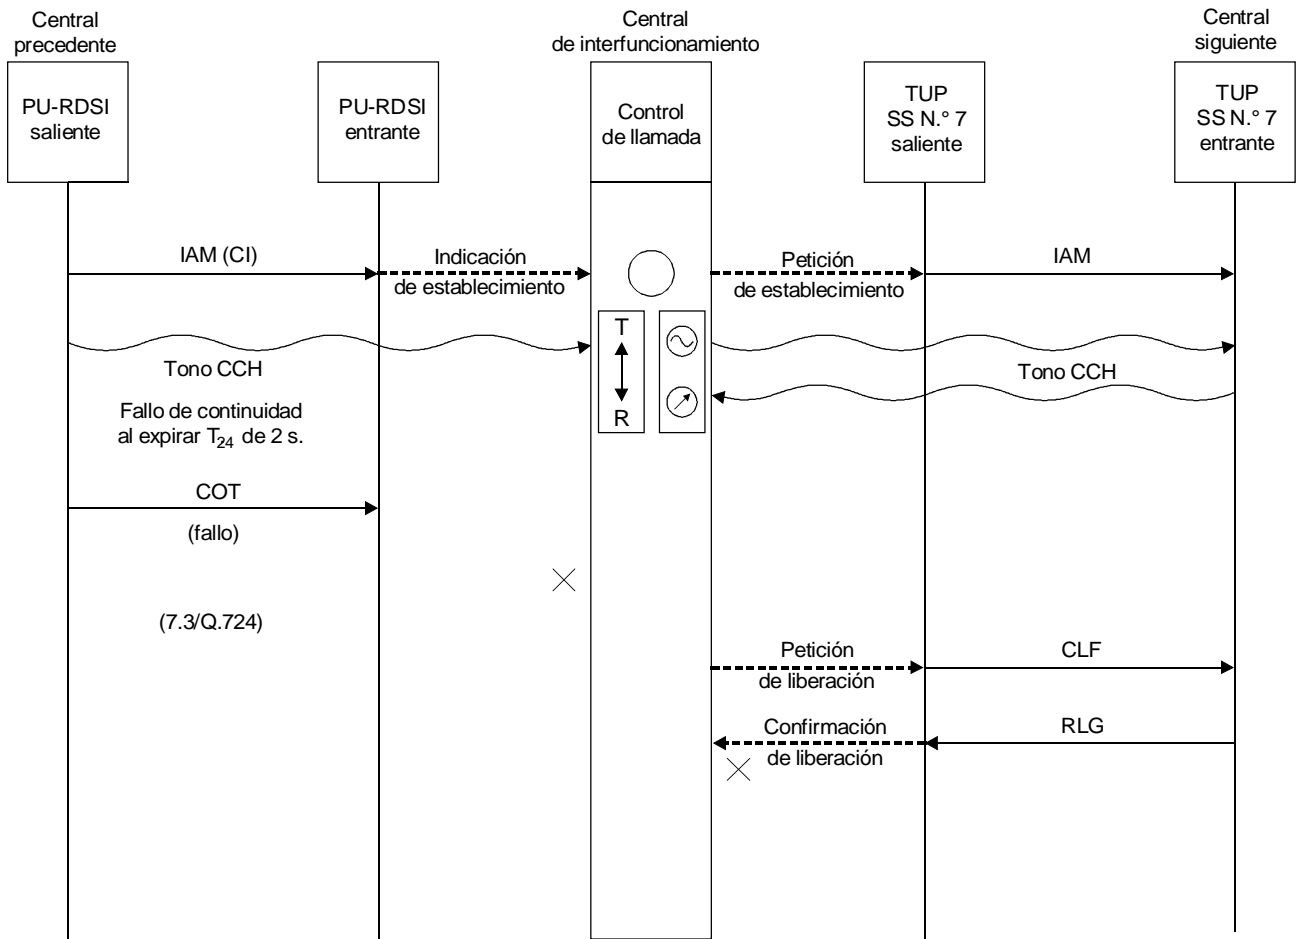 Central
precedente
Central
de interfuncionamiento
Central
siguiente
PU-RDSI
saliente
PU-RDSI
entrante
Control
de llamada
TUP
SS N.° 7
saliente
TUP
SS N.° 7
entrante
IAM (CI)
Indicación
de establecimiento
Petición
de establecimiento
IAM
T
R
Tono CCH
Tono CCH
Fallo de continuidad
al expirar T24 de 2 s.
COT
(fallo)
(7.3/Q.724)
Petición
de liberación
CLF
Confirmación
de liberación
RLG